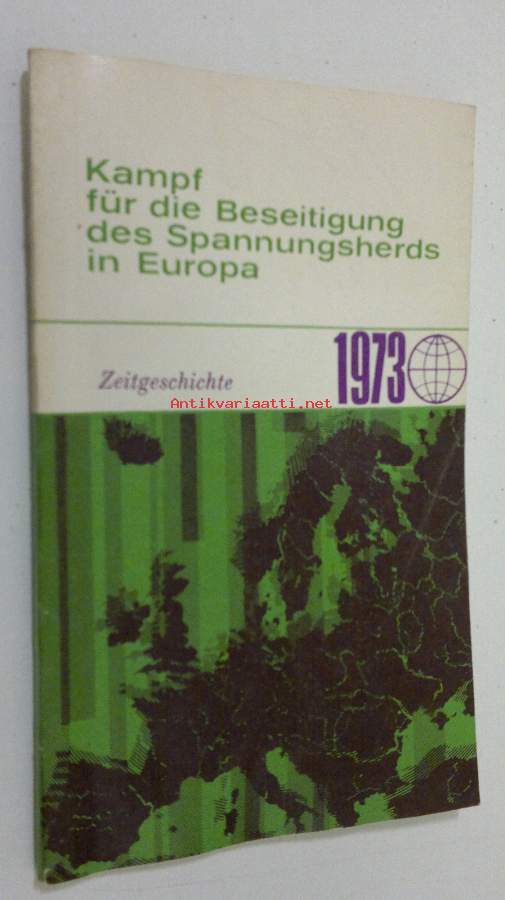 Kampf
für die Beseitigung
des Spannungsherds
in Europa
Zeitgeschichte
1973
Antikvariaatti.net